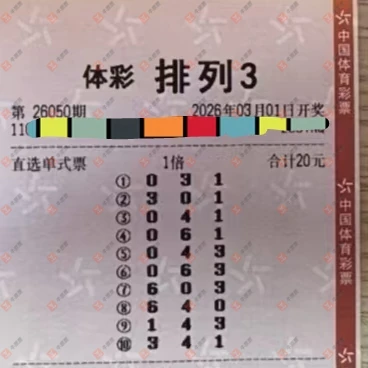 体彩 排列3
第 26050期 2026年03月01日开奖
直选单式票 1倍 合计20元
① 0 3 1
② 3 0 1
③ 0 4 1
④ 0 6 1
⑤ 0 4 3
⑥ 0 6 3
⑦ 6 0 3
⑧ 6 4 0
⑨ 1 4 3
⑩ 3 4 1
中国体育彩票
中国体育彩票